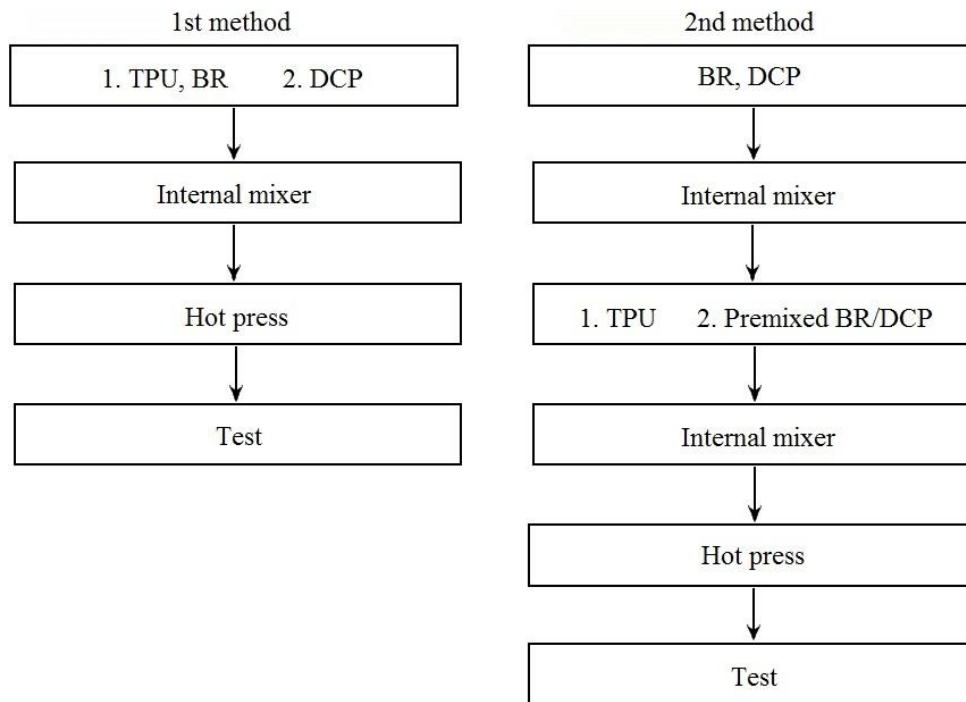 1st method
1. TPU, BR 2. DCP
Internal mixer
Hot press
Test
2nd method
BR, DCP
Internal mixer
1. TPU 2. Premixed BR/DCP
Internal mixer
Hot press
Test